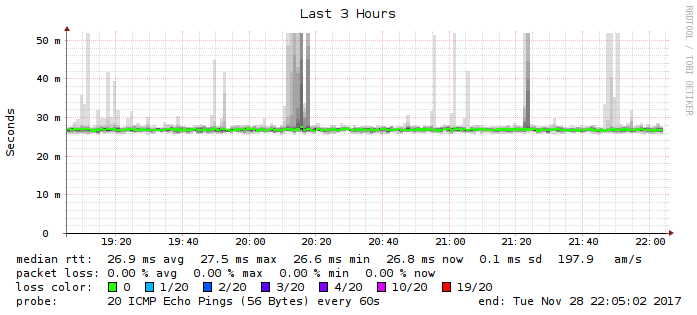 Last 3 Hours
RRDTOOL / TOBI OETIKER
Seconds
50 m
40 m
30 m
20 m
10 m
0
19:20 19:40 20:00 20:20 20:40 21:00 21:20 21:40 22:00
median rtt: 26.9 ms avg 27.5 ms max 26.6 ms min 26.8 ms now 0.1 ms sd 197.9 am/s
packet loss: 0.00 % avg 0.00 % max 0.00 % min 0.00 % now
loss color: 0 1/20 2/20 3/20 4/20 10/20 19/20
probe: 20 ICMP Echo Pings (56 Bytes) every 60s end: Tue Nov 28 22:05:02 2017